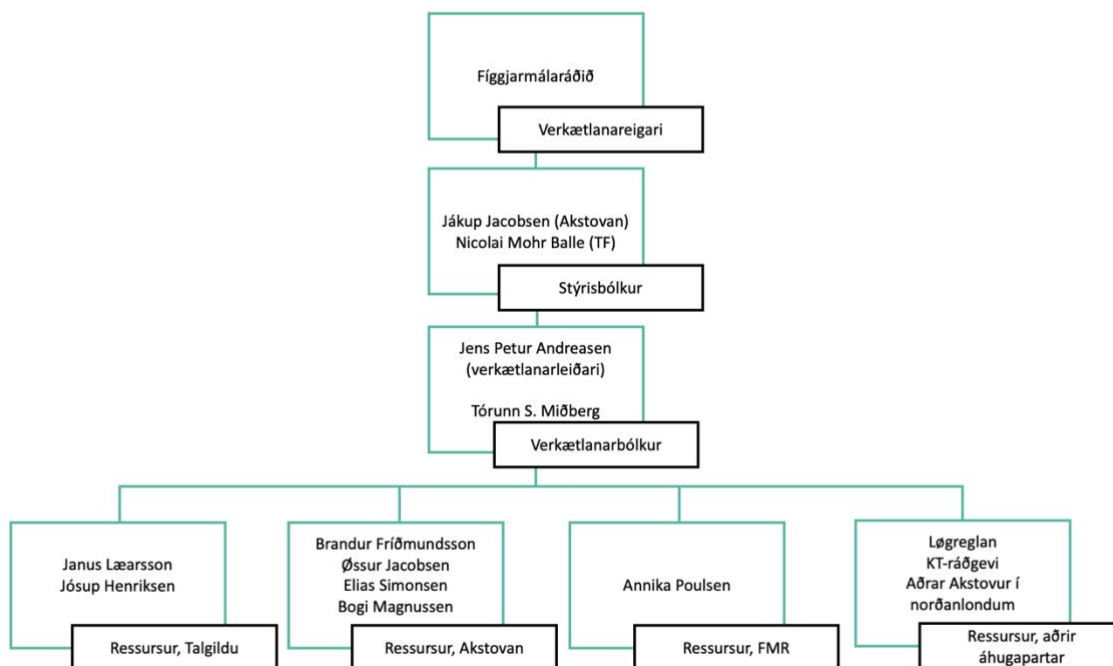 Fíggjarmálaráðið
Verkætlanareigari
Jákup Jacobsen (Akstovan)
Nicolai Mohr Balle (TF)
Stýrisbólkur
Jens Petur Andreasen
(verkætlanarleiðari)
Tórunn S. Miðberg
Verkætlanarbólkur
Janus Læarsson
Jósup Henriksen
Ressursur, Talgildu
Brandur Fríðmundsson
Øssur Jacobsen
Elias Simonsen
Bogi Magnussen
Ressursur, Akstovan
Annika Poulsen
Ressursur, FMR
Løgreglan
KT-ráðgevi
Aðrar Akstovur í
norðanlondum
Ressursur, aðrir
áhugapartar